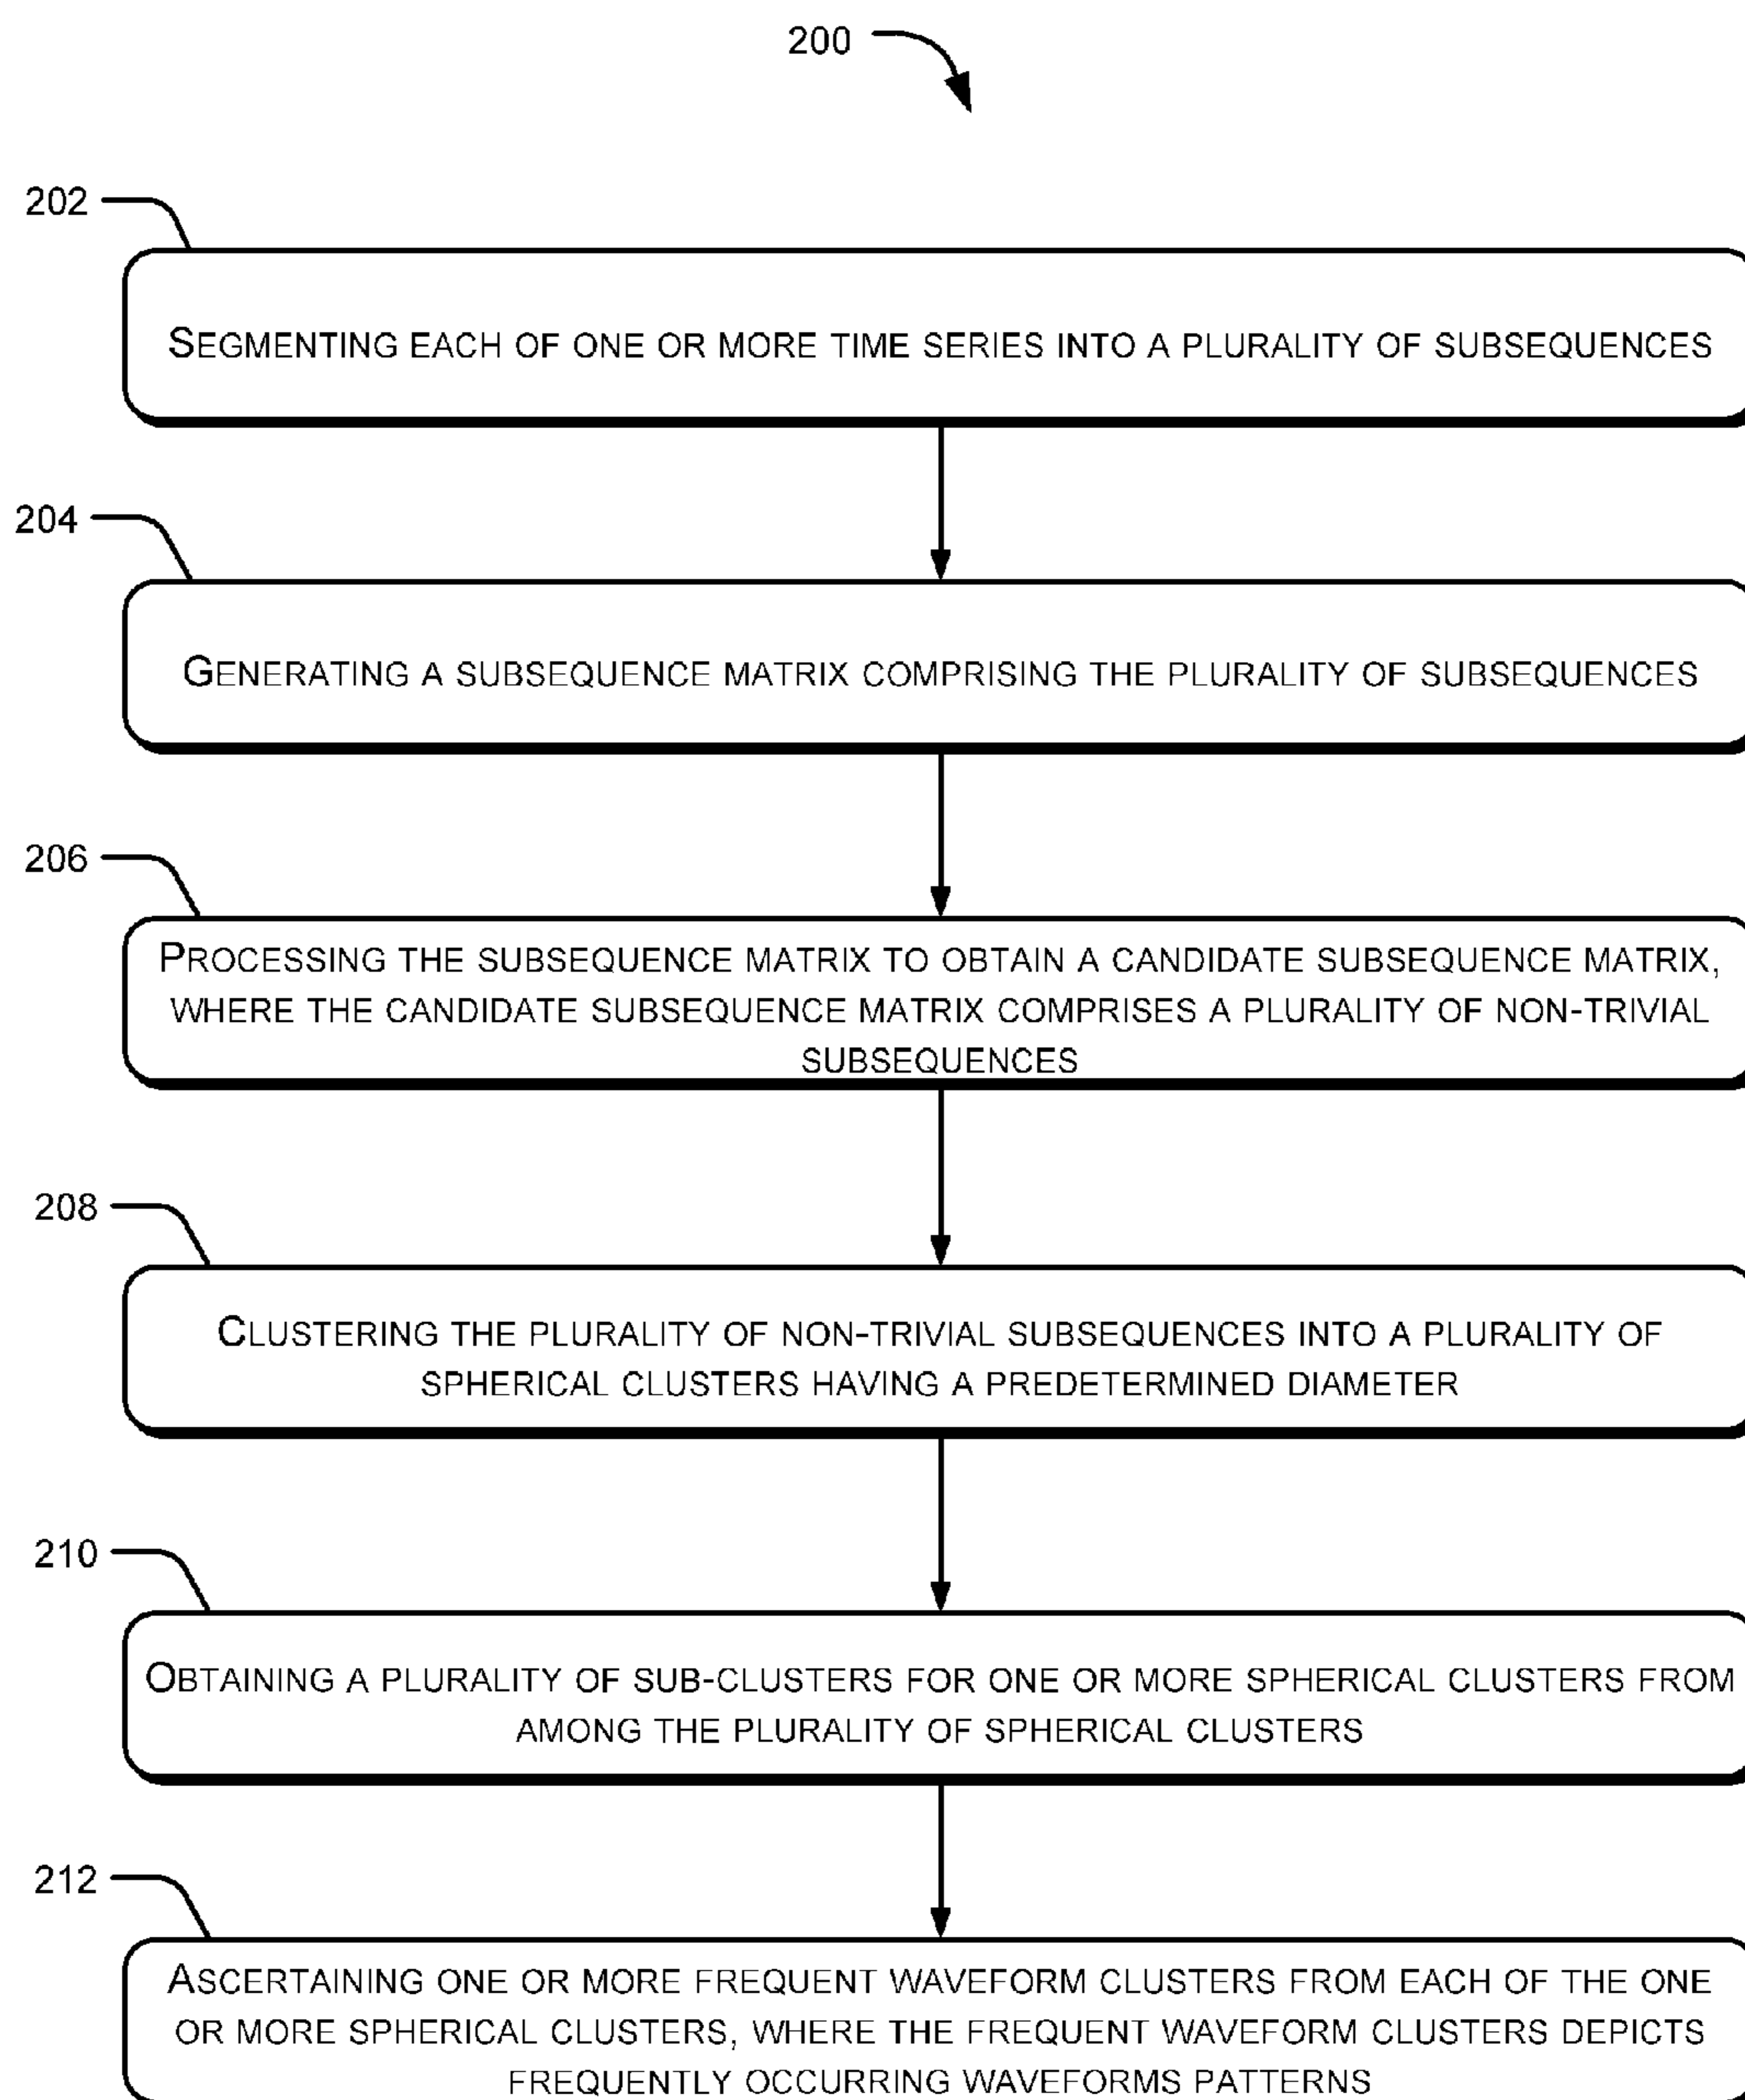 200
202
SEGMENTING EACH OF ONE OR MORE TIME SERIES INTO A PLURALITY OF SUBSEQUENCES
204
GENERATING A SUBSEQUENCE MATRIX COMPRISING THE PLURALITY OF SUBSEQUENCES
206
PROCESSING THE SUBSEQUENCE MATRIX TO OBTAIN A CANDIDATE SUBSEQUENCE MATRIX,
WHERE THE CANDIDATE SUBSEQUENCE MATRIX COMPRISES A PLURALITY OF NON-TRIVIAL
SUBSEQUENCES
208
CLUSTERING THE PLURALITY OF NON-TRIVIAL SUBSEQUENCES INTO A PLURALITY OF
SPHERICAL CLUSTERS HAVING A PREDETERMINED DIAMETER
210
OBTAINING A PLURALITY OF SUB-CLUSTERS FOR ONE OR MORE SPHERICAL CLUSTERS FROM
AMONG THE PLURALITY OF SPHERICAL CLUSTERS
212
ASCERTAINING ONE OR MORE FREQUENT WAVEFORM CLUSTERS FROM EACH OF THE ONE
OR MORE SPHERICAL CLUSTERS, WHERE THE FREQUENT WAVEFORM CLUSTERS DEPICTS
FREQUENTLY OCCURRING WAVEFORMS PATTERNS